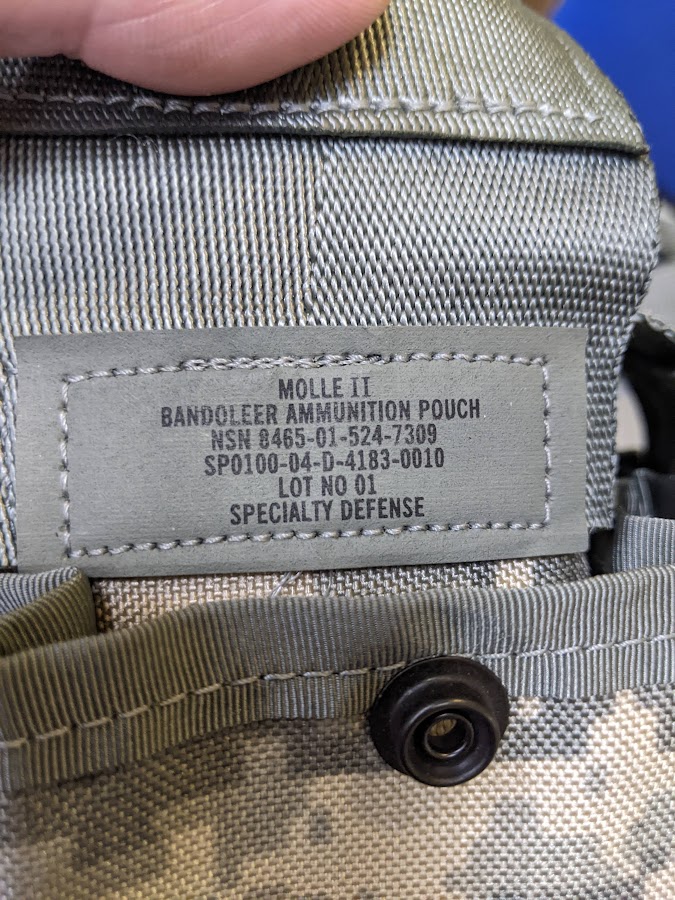 MOLLE II
BANDOLEER AMMUNITION POUCH
NSN 8465-01-524-7309
SP0100-04-D-4183-0010
LOT NO 01
SPECIALTY DEFENSE